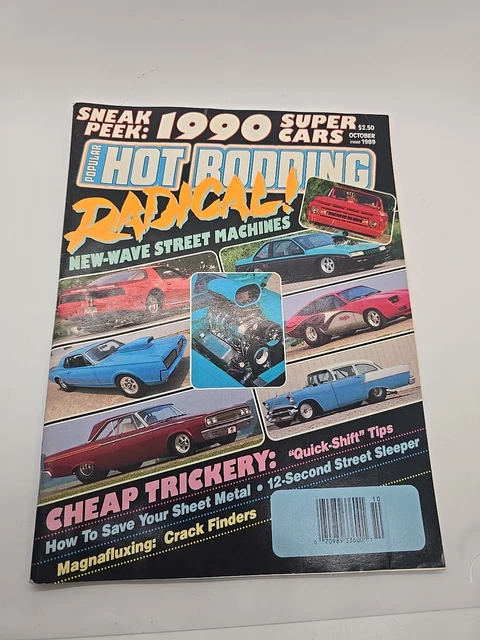 SNEAK PEEK: 1990 SUPER CARS
$2.50
OCTOBER
1989
POPULAR
HOT RODDING
RADICAL!
NEW-WAVE STREET MACHINES
CHEAP TRICKERY: "Quick-Shift" Tips
How To Save Your Sheet Metal • 12-Second Street Sleeper
Magnafluxing: Crack Finders
10